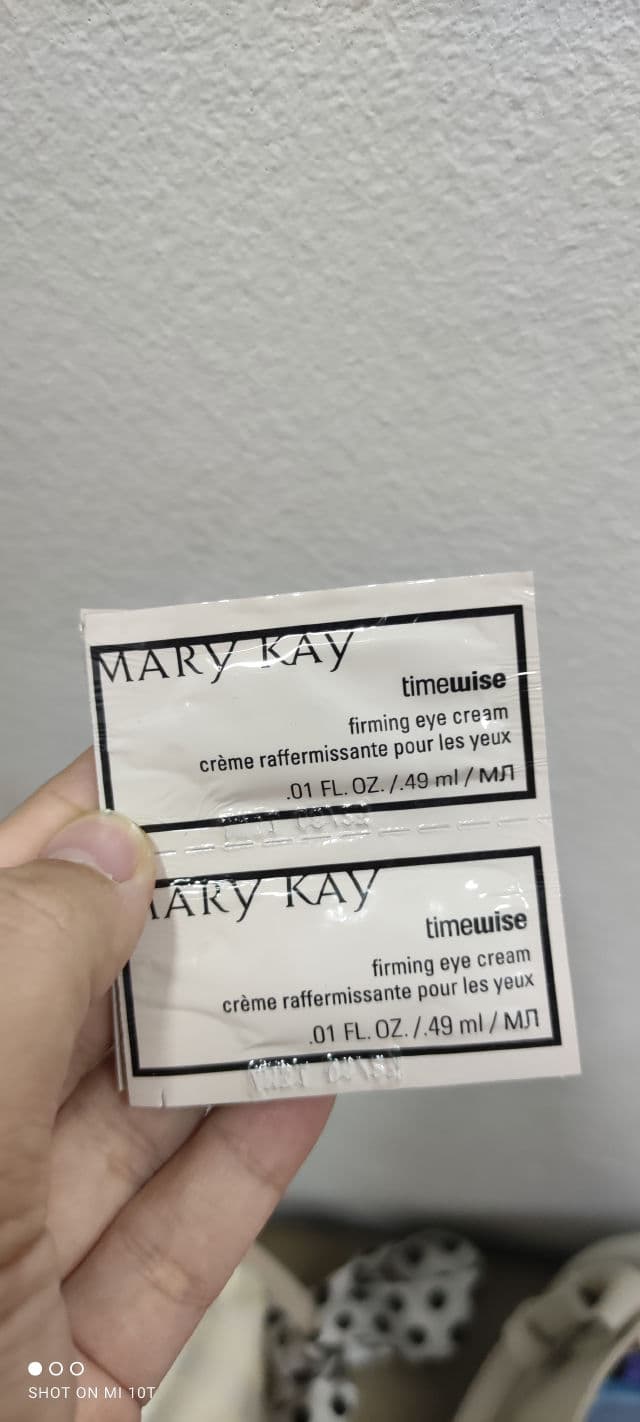 MARY KAY
timewise
firming eye cream
crème raffermissante pour les yeux
.01 FL. OZ. /.49 ml / МЛ
ARY KAY
timewise
firming eye cream
crème raffermissante pour les yeux
.01 FL. OZ. /.49 ml / МЛ
SHOT ON MI 10T